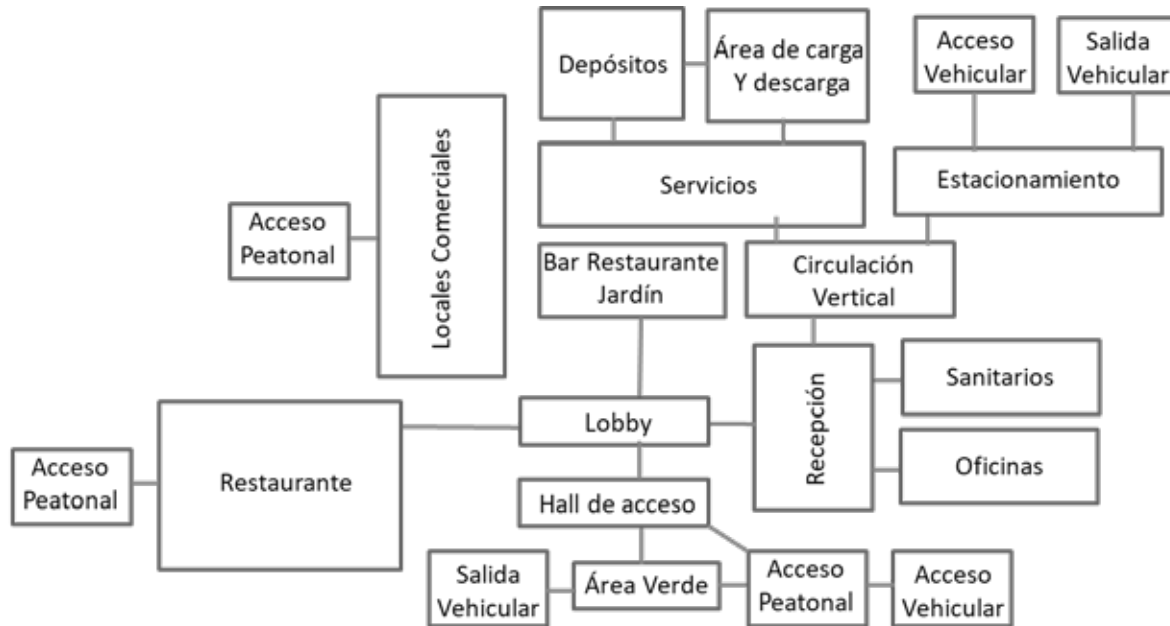 Depósitos
Área de carga
Y descarga
Acceso
Vehicular
Salida
Vehicular
Locales Comerciales
Servicios
Estacionamiento
Acceso
Peatonal
Bar Restaurante
Jardín
Circulación
Vertical
Recepción
Sanitarios
Lobby
Oficinas
Acceso
Peatonal
Restaurante
Hall de acceso
Salida
Vehicular
Área Verde
Acceso
Peatonal
Acceso
Vehicular